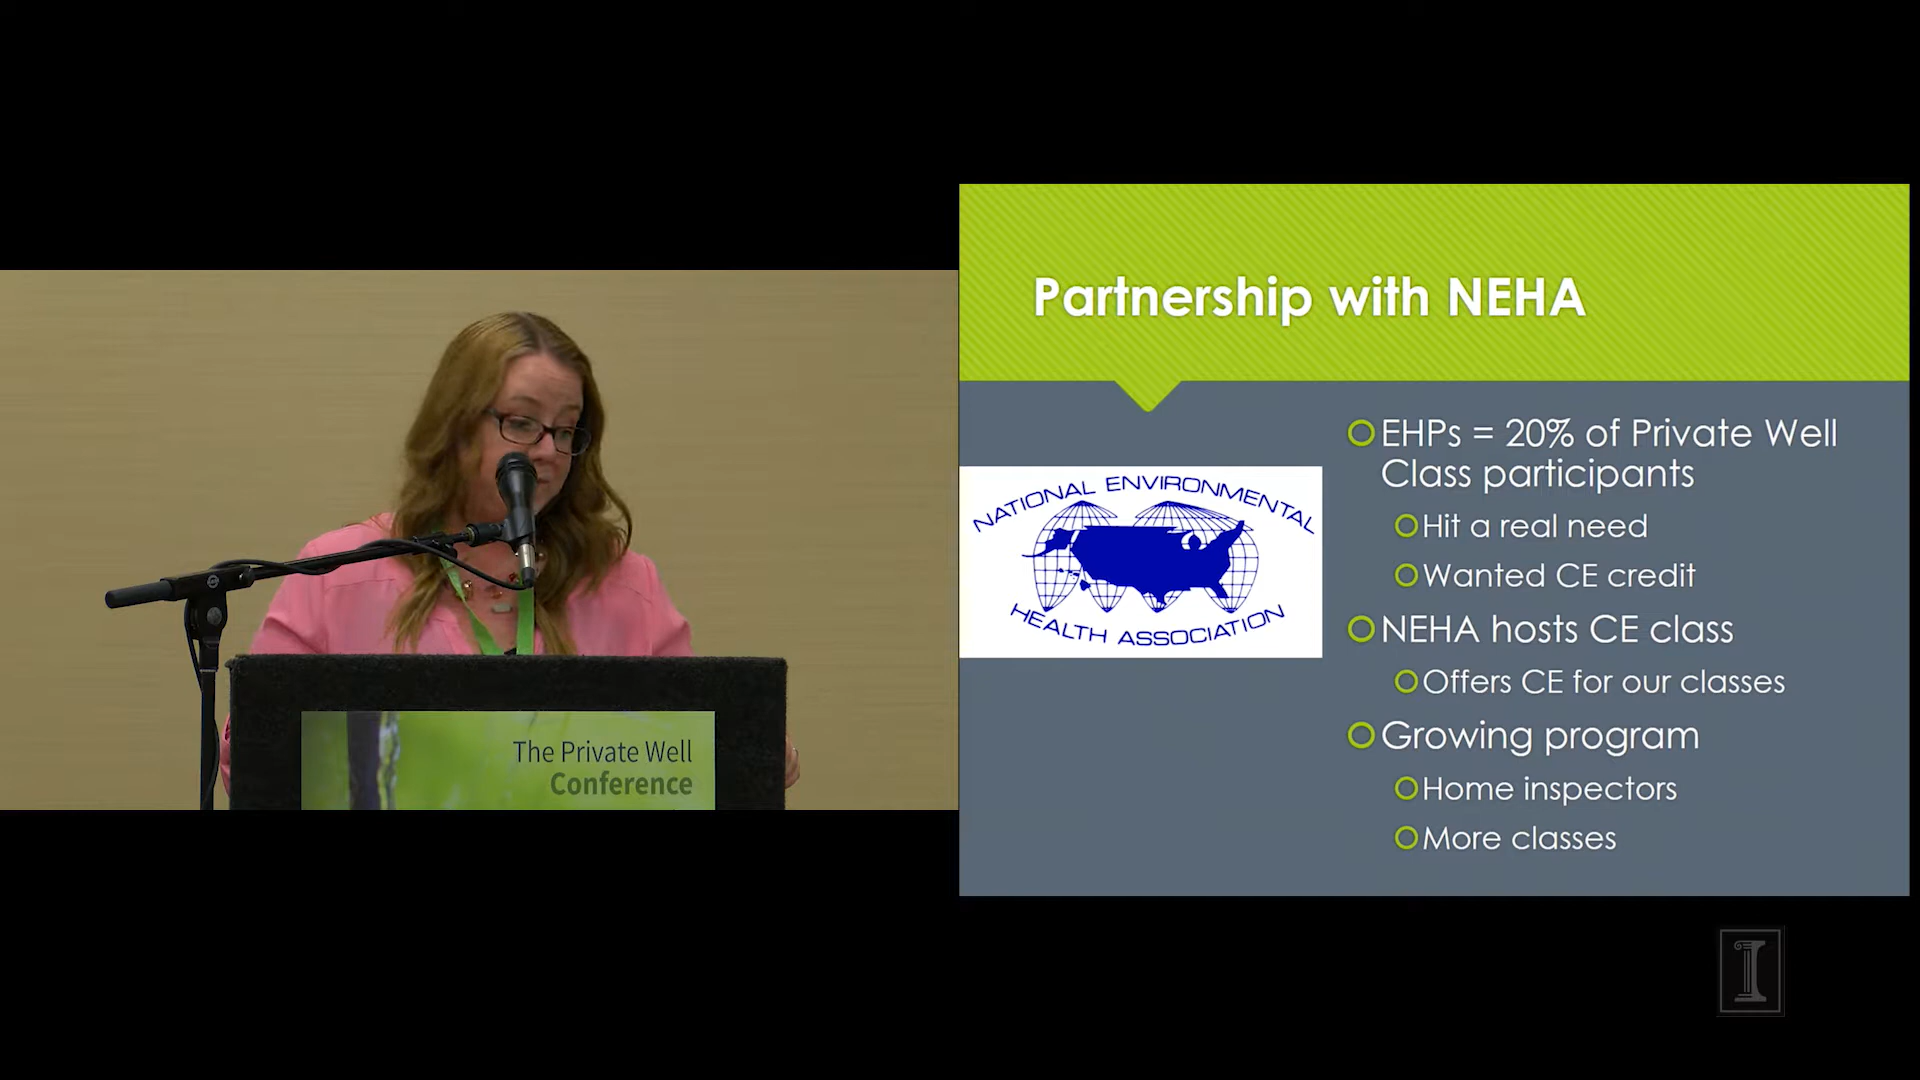 Partnership with NEHA
NATIONAL ENVIRONMENTAL
HEALTH ASSOCIATION
EHPs = 20% of Private Well
Class participants
Hit a real need
Wanted CE credit
NEHA hosts CE class
Offers CE for our classes
Growing program
Home inspectors
More classes
The Private Well
Conference
I